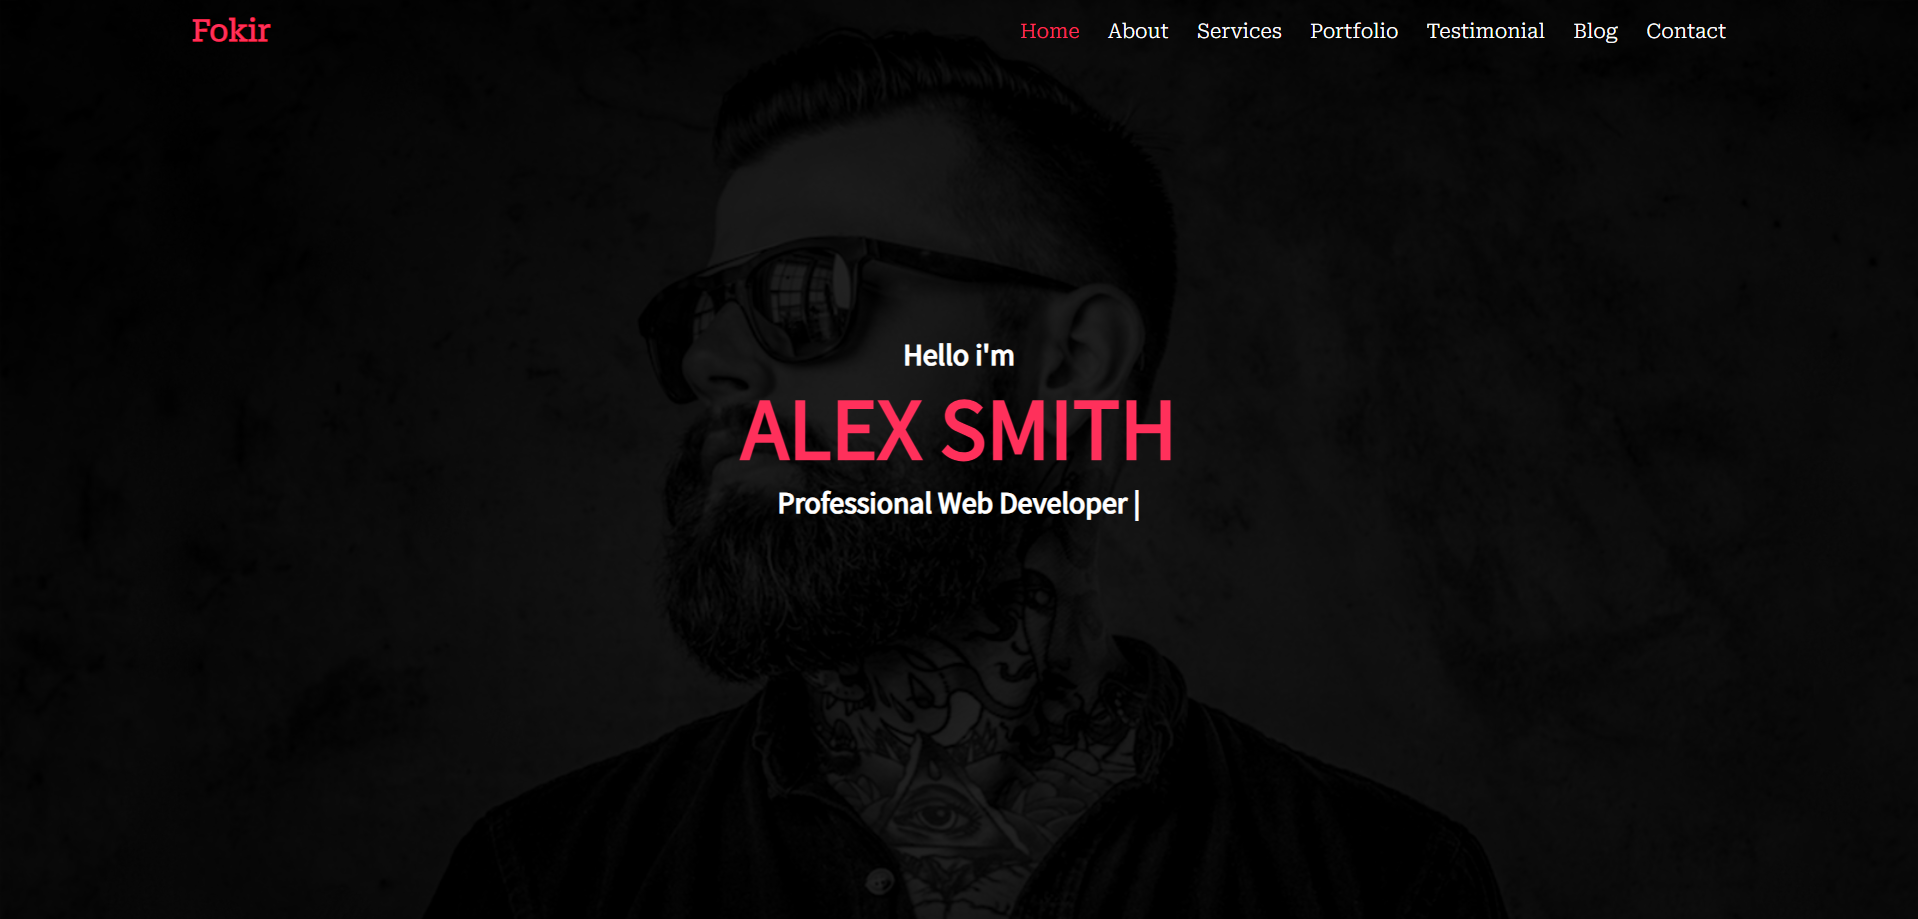 Fokir
Home About Services Portfolio Testimonial Blog Contact
Hello i'm
ALEX SMITH
Professional Web Developer |